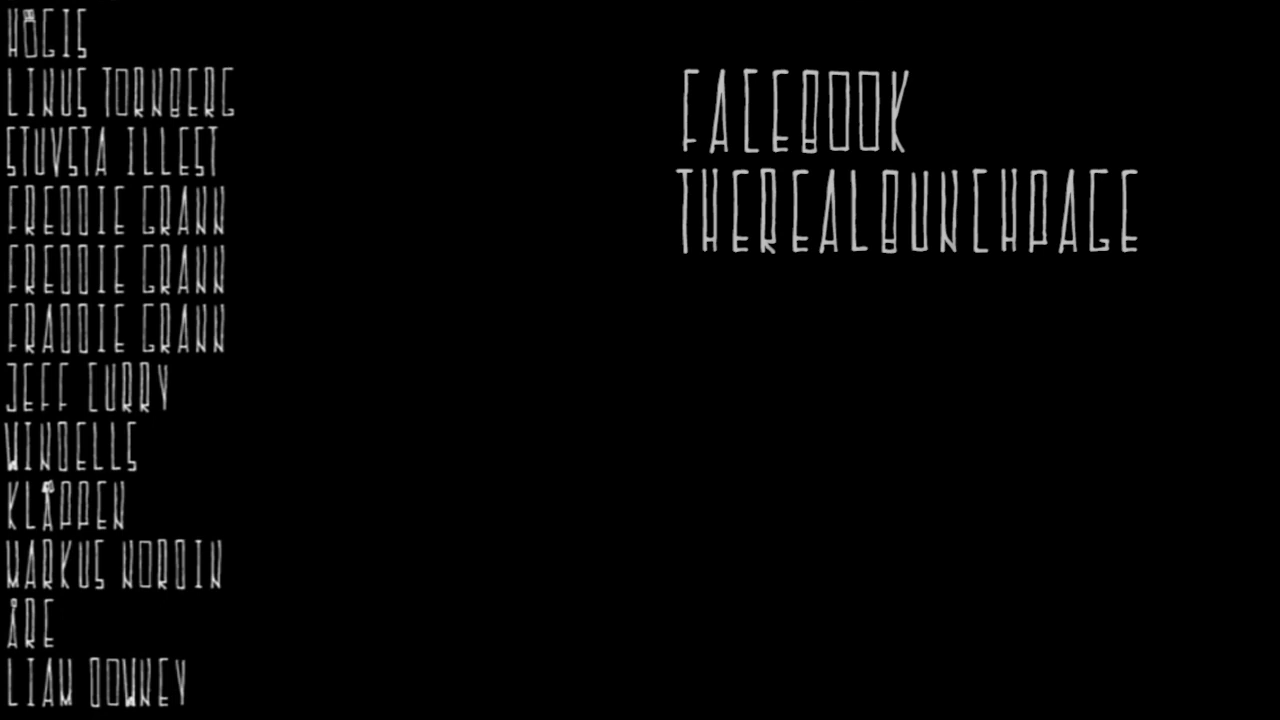 HÖGIS
LINUS TORNBERG
STUVSTA ILLEST
FREDDIE GRANN
FREDDIE GRANN
FRADDIE GRANN
JEFF CURRY
WINDELLS
KLÄPPEN
MARKUS NORDIN
ÅRE
LIAM DOWNEY
FACEBOOK
THEREALBUNCHPAGE